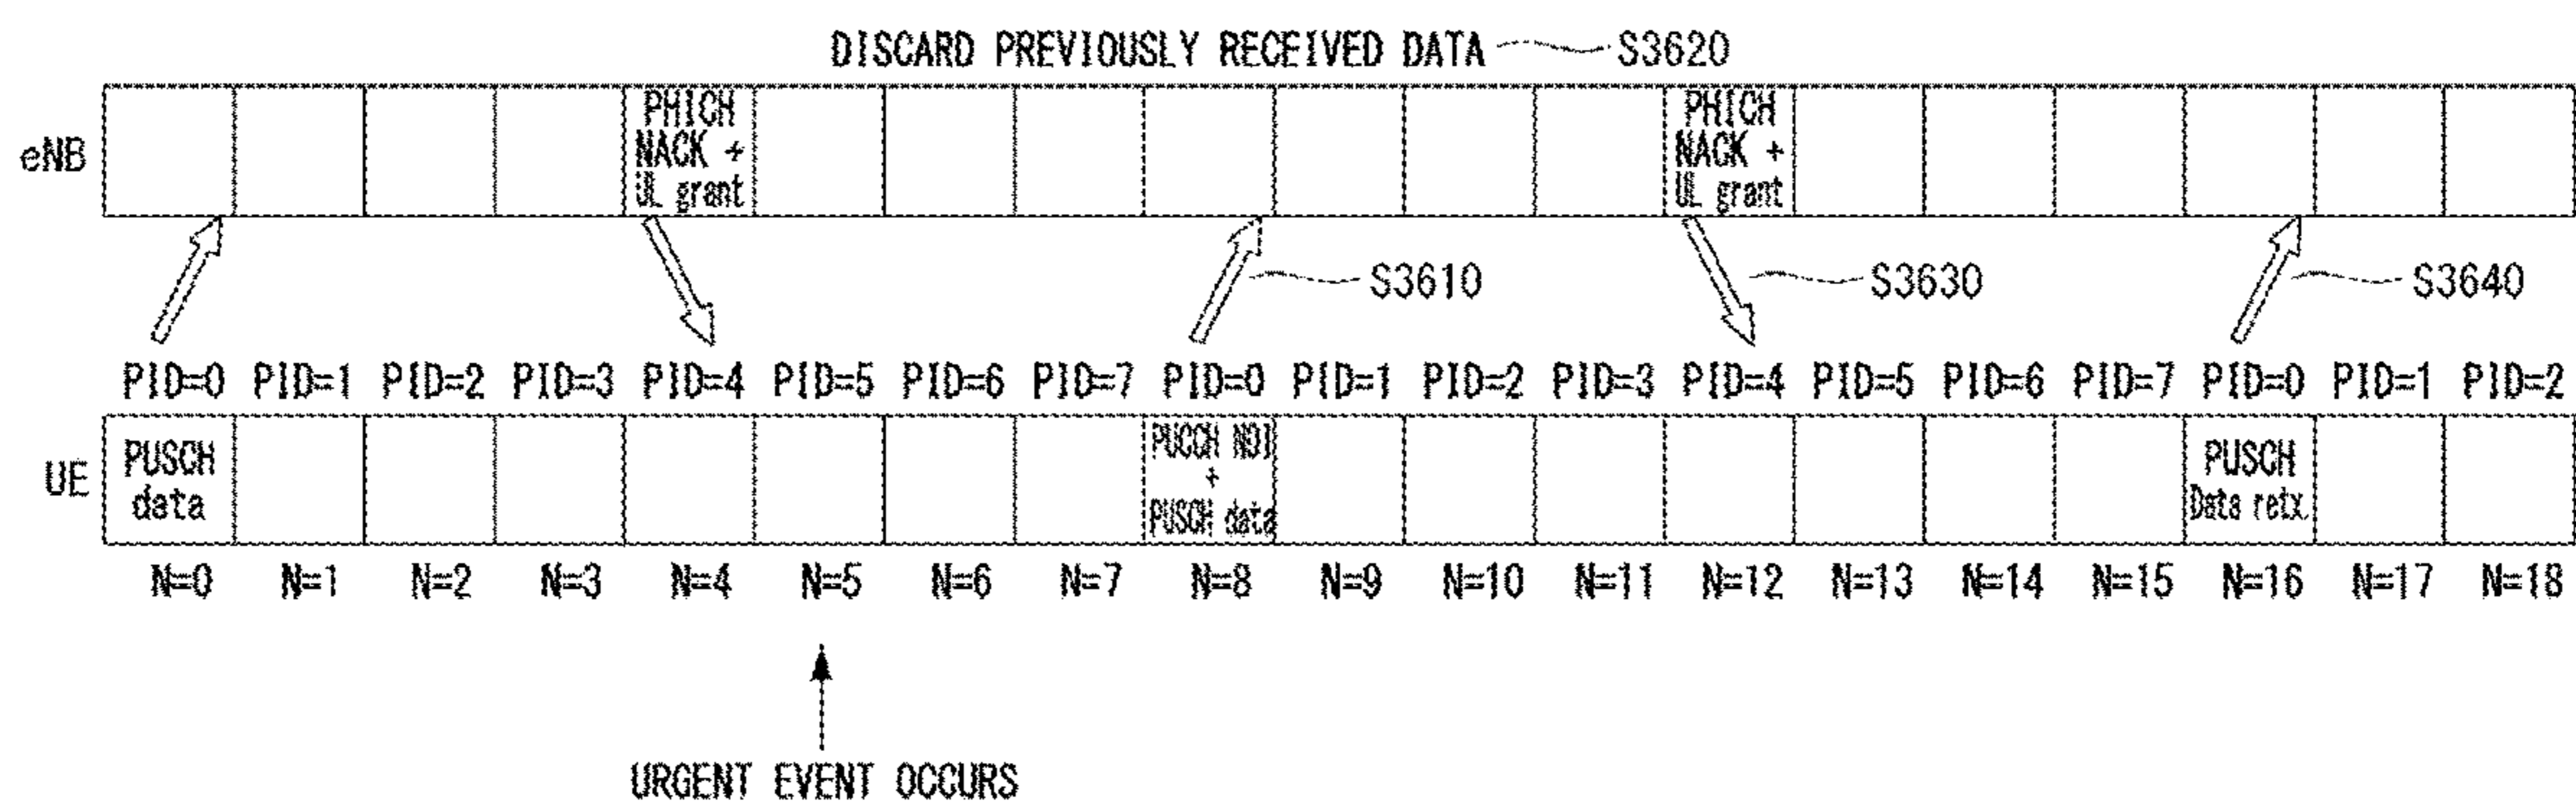 DISCARD PREVIOUSLY RECEIVED DATA S3620
eNB
PHICH
NACK +
UL grant
PHICH
NACK +
UL grant
S3610
S3630
S3640
PID=0 PID=1 PID=2 PID=3 PID=4 PID=5 PID=6 PID=7 PID=0 PID=1 PID=2 PID=3 PID=4 PID=5 PID=6 PID=7 PID=0 PID=1 PID=2
UE
PUSCH
data
PUCCH NDI
+
PUSCH data
PUSCH
Data retx.
N=0 N=1 N=2 N=3 N=4 N=5 N=6 N=7 N=8 N=9 N=10 N=11 N=12 N=13 N=14 N=15 N=16 N=17 N=18
URGENT EVENT OCCURS